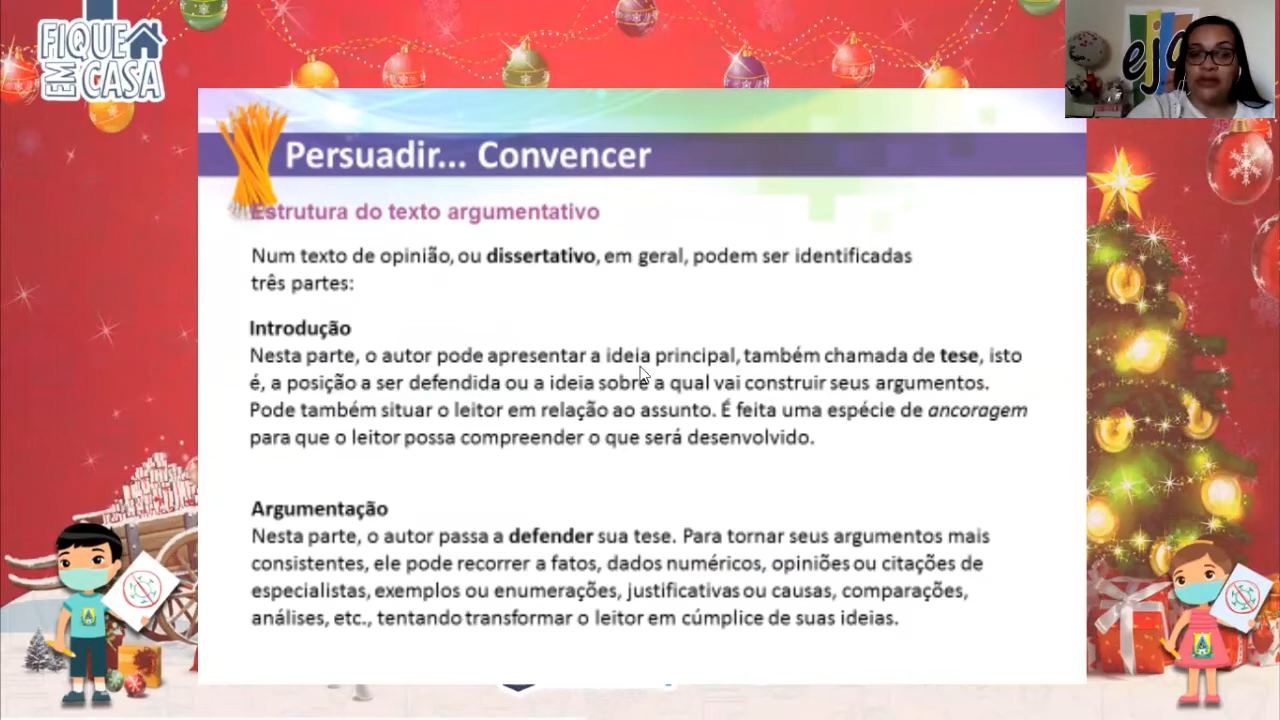 FIQUE
EM
CASA
eja
Persuadir... Convencer
Estrutura do texto argumentativo
Num texto de opinião, ou dissertativo, em geral, podem ser identificadas
três partes:
Introdução
Nesta parte, o autor pode apresentar a ideia principal, também chamada de tese, isto
é, a posição a ser defendida ou a ideia sobre a qual vai construir seus argumentos.
Pode também situar o leitor em relação ao assunto. É feita uma espécie de ancoragem
para que o leitor possa compreender o que será desenvolvido.
Argumentação
Nesta parte, o autor passa a defender sua tese. Para tornar seus argumentos mais
consistentes, ele pode recorrer a fatos, dados numéricos, opiniões ou citações de
especialistas, exemplos ou enumerações, justificativas ou causas, comparações,
análises, etc., tentando transformar o leitor em cúmplice de suas ideias.